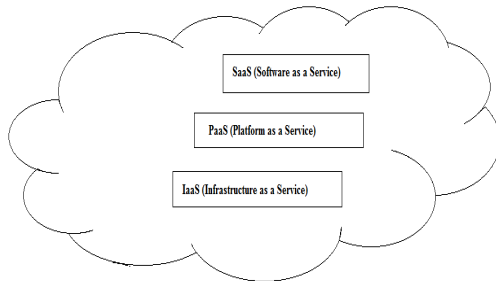 SaaS (Software as a Service)
PaaS (Platform as a Service)
IaaS (Infrastructure as a Service)